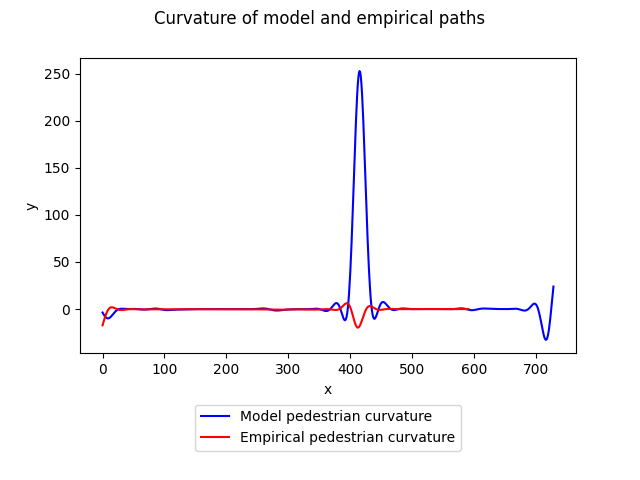 Curvature of model and empirical paths
250
200
150
100
50
0
y
0 100 200 300 400 500 600 700
x
Model pedestrian curvature
Empirical pedestrian curvature